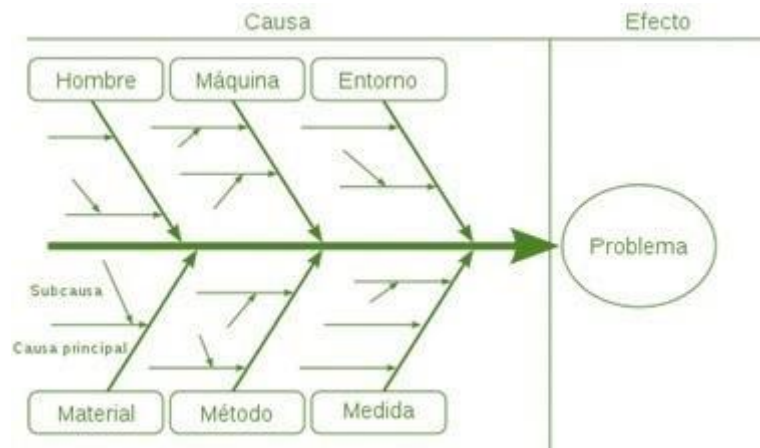 Causa
Efecto
Hombre
Máquina
Entorno
Problema
Subcausa
Causa principal
Material
Método
Medida